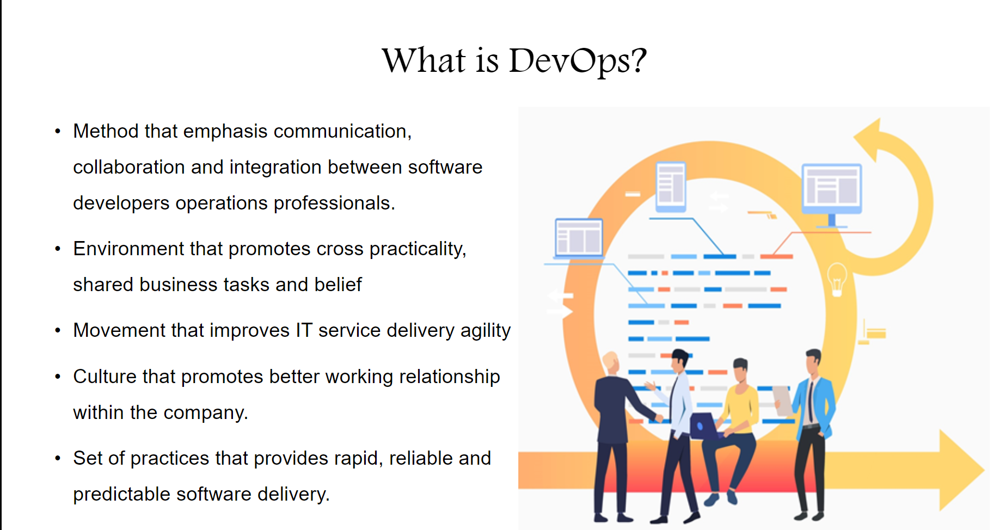 What is DevOps?
• Method that emphasis communication,
collaboration and integration between software
developers operations professionals.
• Environment that promotes cross practicality,
shared business tasks and belief
• Movement that improves IT service delivery agility
• Culture that promotes better working relationship
within the company.
• Set of practices that provides rapid, reliable and
predictable software delivery.